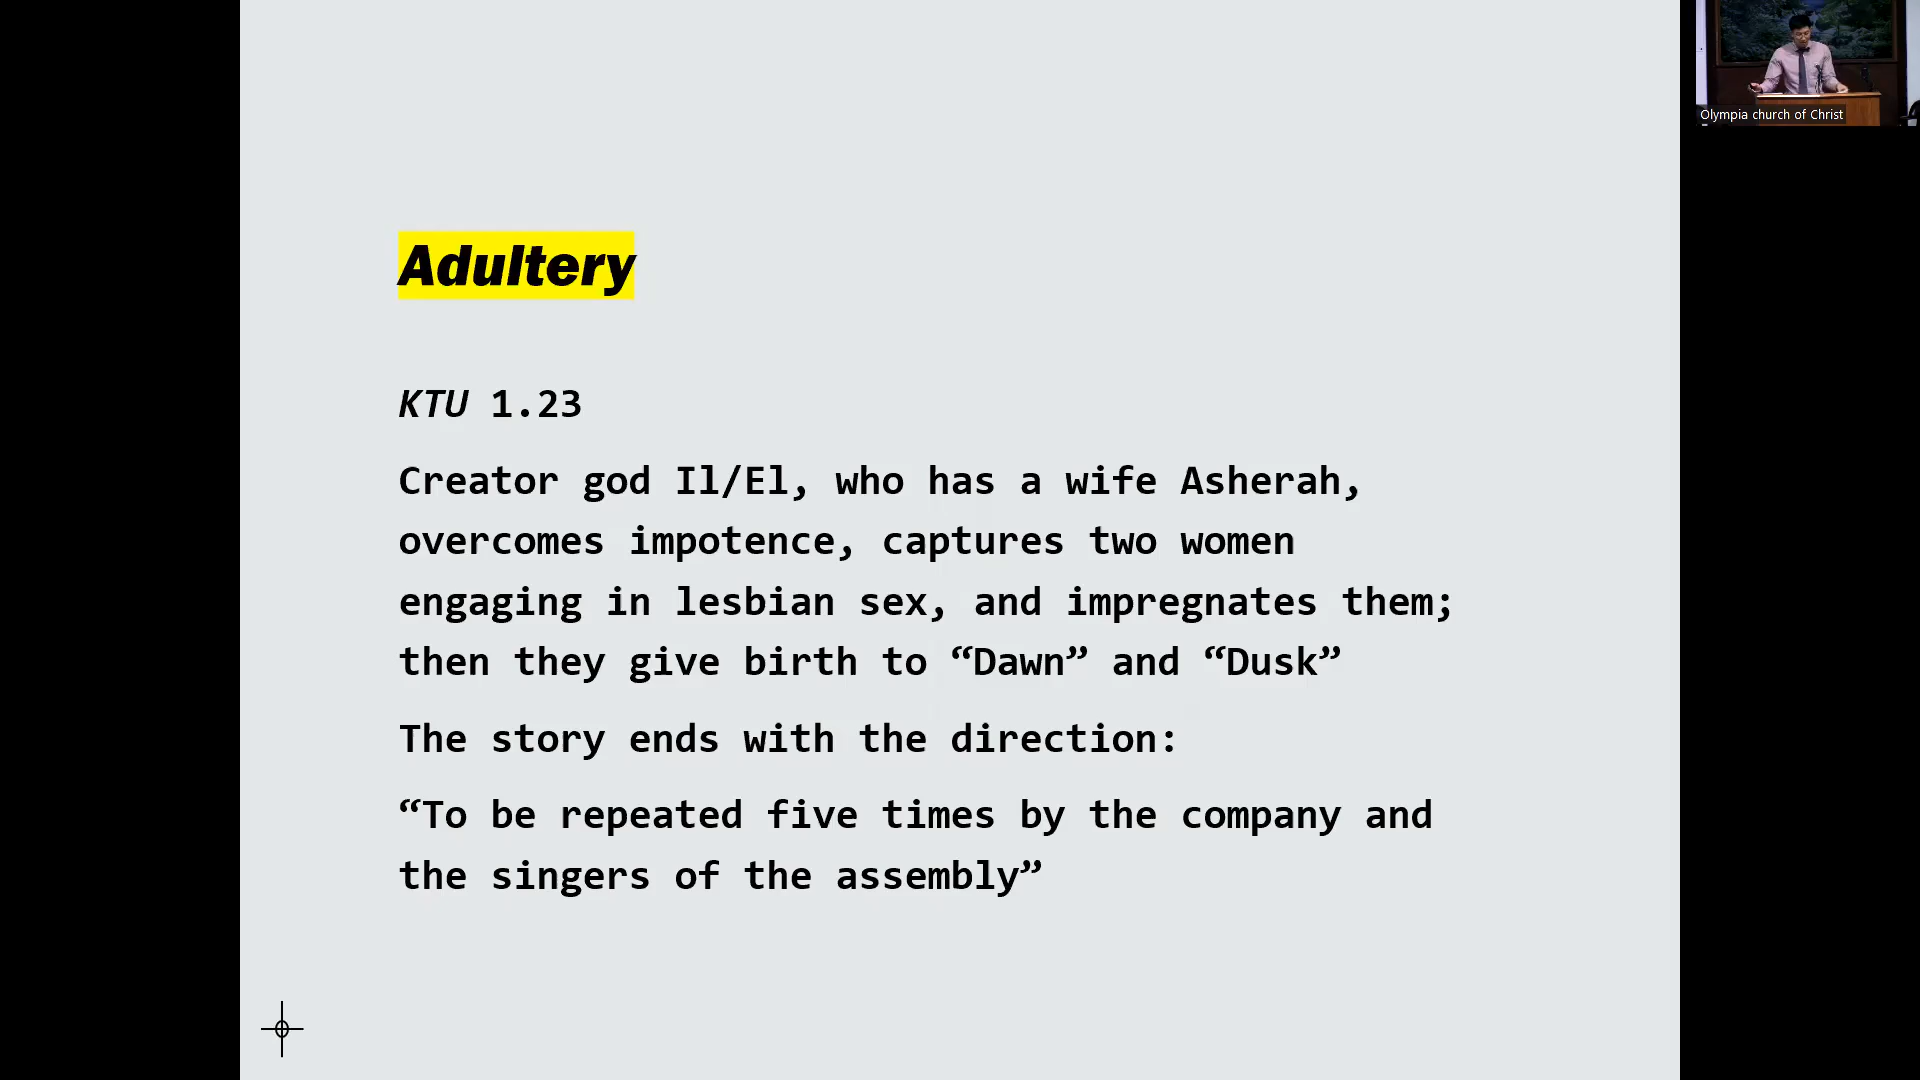 Adultery
KTU 1.23
Creator god Il/El, who has a wife Asherah,
overcomes impotence, captures two women
engaging in lesbian sex, and impregnates them;
then they give birth to “Dawn” and “Dusk”
The story ends with the direction:
“To be repeated five times by the company and
the singers of the assembly”
Olympia church of Christ